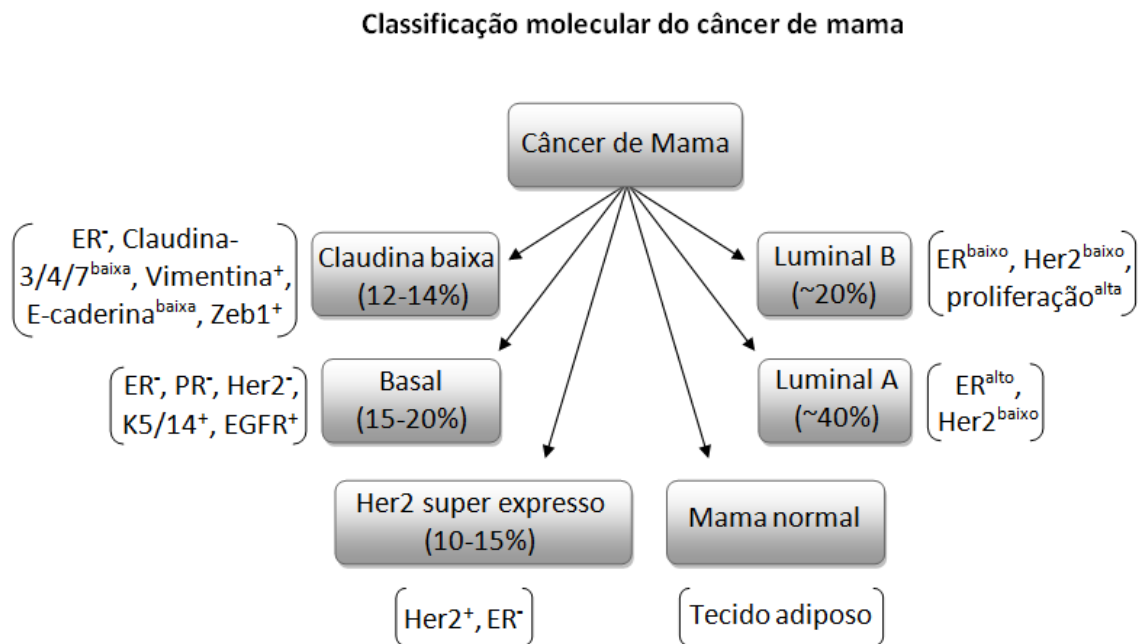 Classificação molecular do câncer de mama
Câncer de Mama
ER⁻, Claudina-
3/4/7ᵇᵃⁱˣᵃ, Vimentina⁺,
E-caderinaᵇᵃⁱˣᵃ, Zeb1⁺
Claudina baixa
(12-14%)
Luminal B
(~20%)
ERᵇᵃⁱˣᵒ, Her2ᵇᵃⁱˣᵒ,
proliferaçãoᵃˡᵗᵃ
ER⁻, PR⁻, Her2⁻,
K5/14⁺, EGFR⁺
Basal
(15-20%)
Luminal A
(~40%)
ERᵃˡᵗᵒ,
Her2ᵇᵃⁱˣᵒ
Her2 super expresso
(10-15%)
Mama normal
Her2⁺, ER⁻
Tecido adiposo